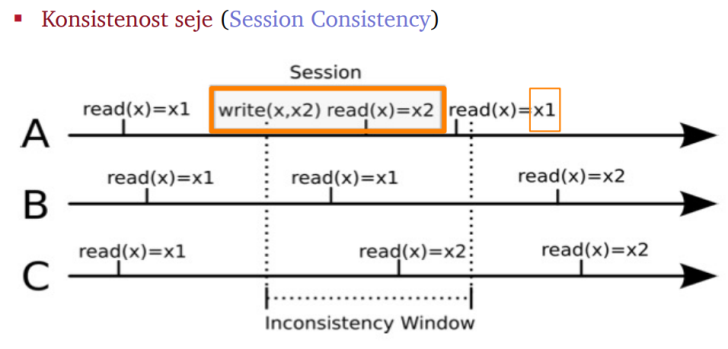 Konsistenost seje (Session Consistency)
Session
read(x)=x1 write(x,x2) read(x)=x2 read(x)=x1
A
read(x)=x1 read(x)=x1 read(x)=x2
B
read(x)=x1 read(x)=x2 read(x)=x2
C
Inconsistency Window